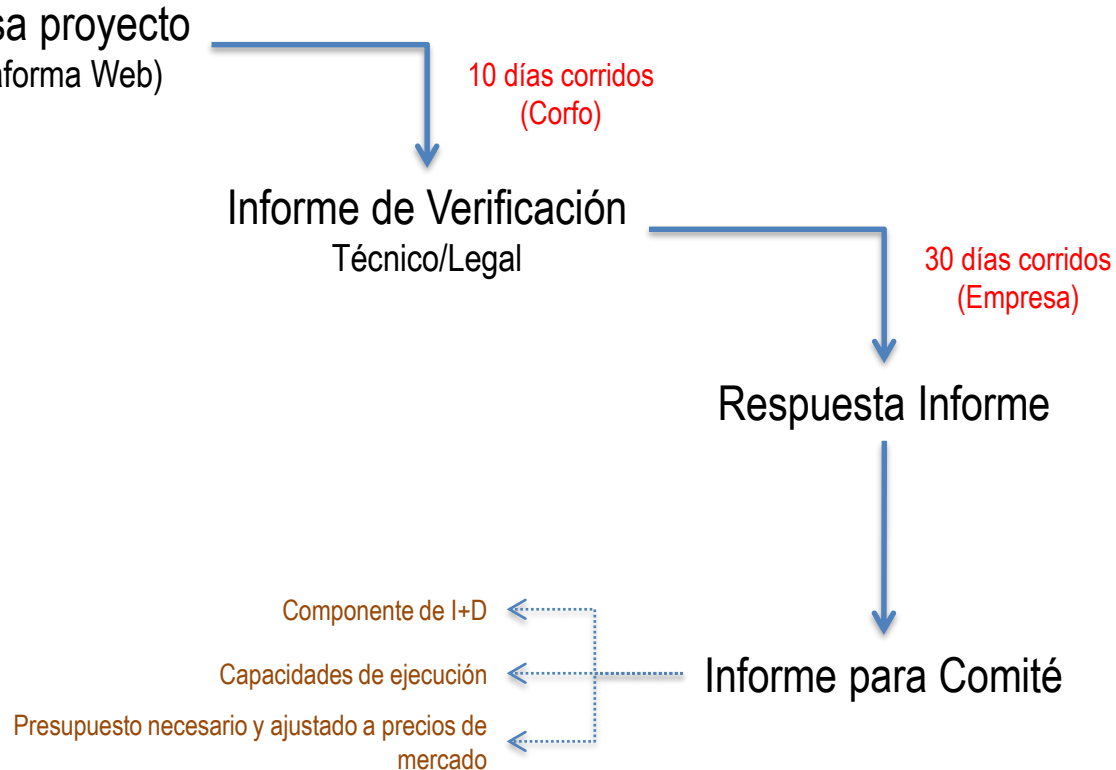 sa proyecto
aforma Web)
10 días corridos
(Corfo)
Informe de Verificación
Técnico/Legal
30 días corridos
(Empresa)
Respuesta Informe
Informe para Comité
Componente de I+D
Capacidades de ejecución
Presupuesto necesario y ajustado a precios de
mercado